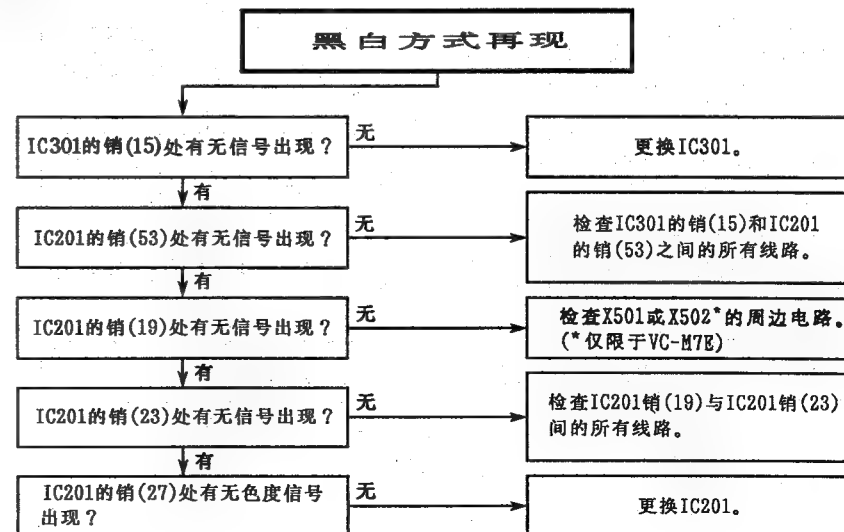 黑白方式再现
IC301的销(15)处有无信号出现？
无
更换IC301。
有
IC201的销(53)处有无信号出现？
无
检查IC301的销(15)和IC201
的销(53)之间的所有线路。
有
IC201的销(19)处有无信号出现？
无
检查X501或X502*的周边电路。
(*仅限于VC-M7E)
有
IC201的销(23)处有无信号出现？
无
检查IC201销(19)与IC201销(23)
间的所有线路。
有
IC201的销(27)处有无色度信号
出现？
无
更换IC201。